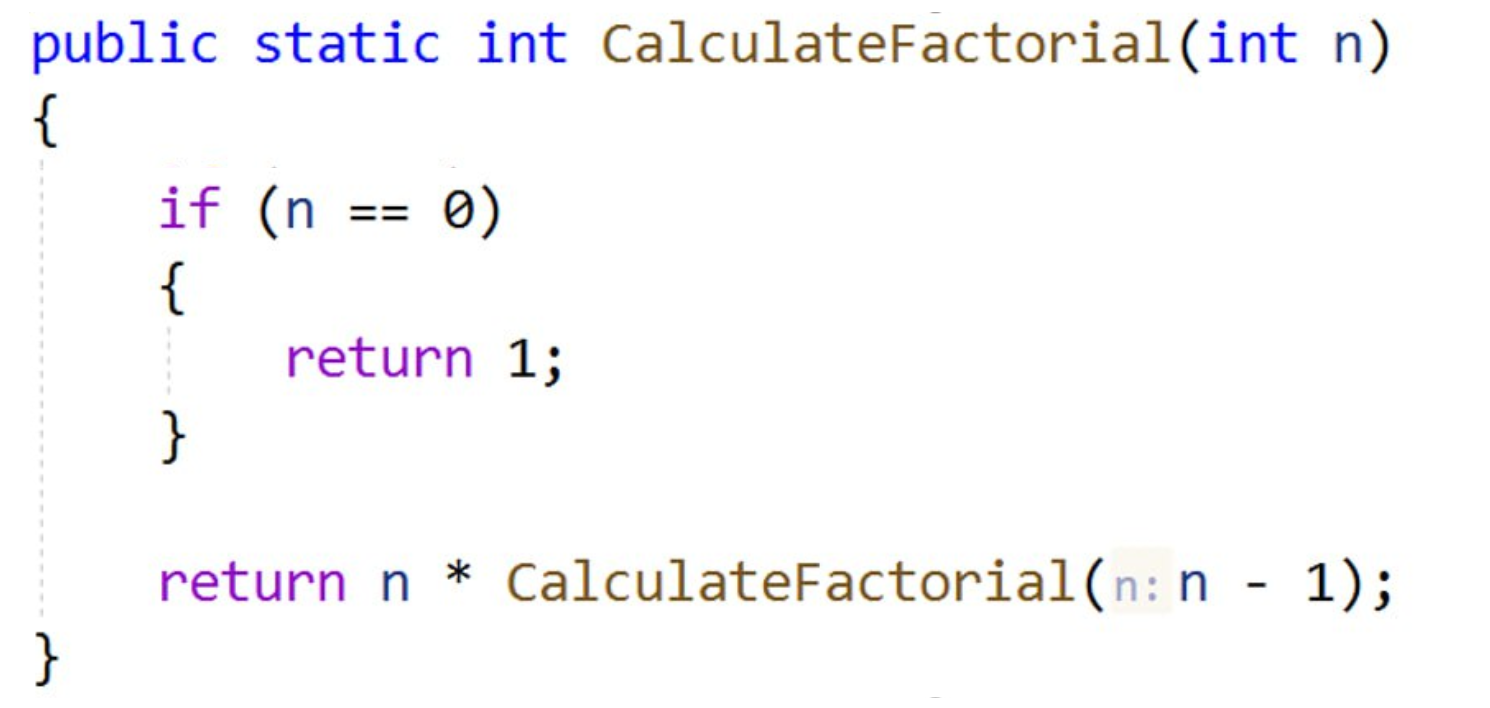 public static int CalculateFactorial(int n)
{
if (n == 0)
{
return 1;
}
return n * CalculateFactorial(n: n - 1);
}